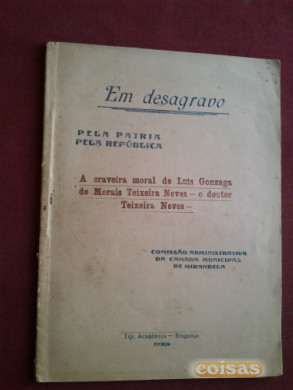 Em desagravo
PELA PATRIA
PELA REPÚBLICA
A craveira moral de Luís Gonzaga
de Morais Teixeira Neves — o doutor
Teixeira Neves —
COMISSÃO ADMINISTRATIVA
DA CAMARA MUNICIPAL
DE MIRANDELA
Tip. Académica — Bragança
coisas